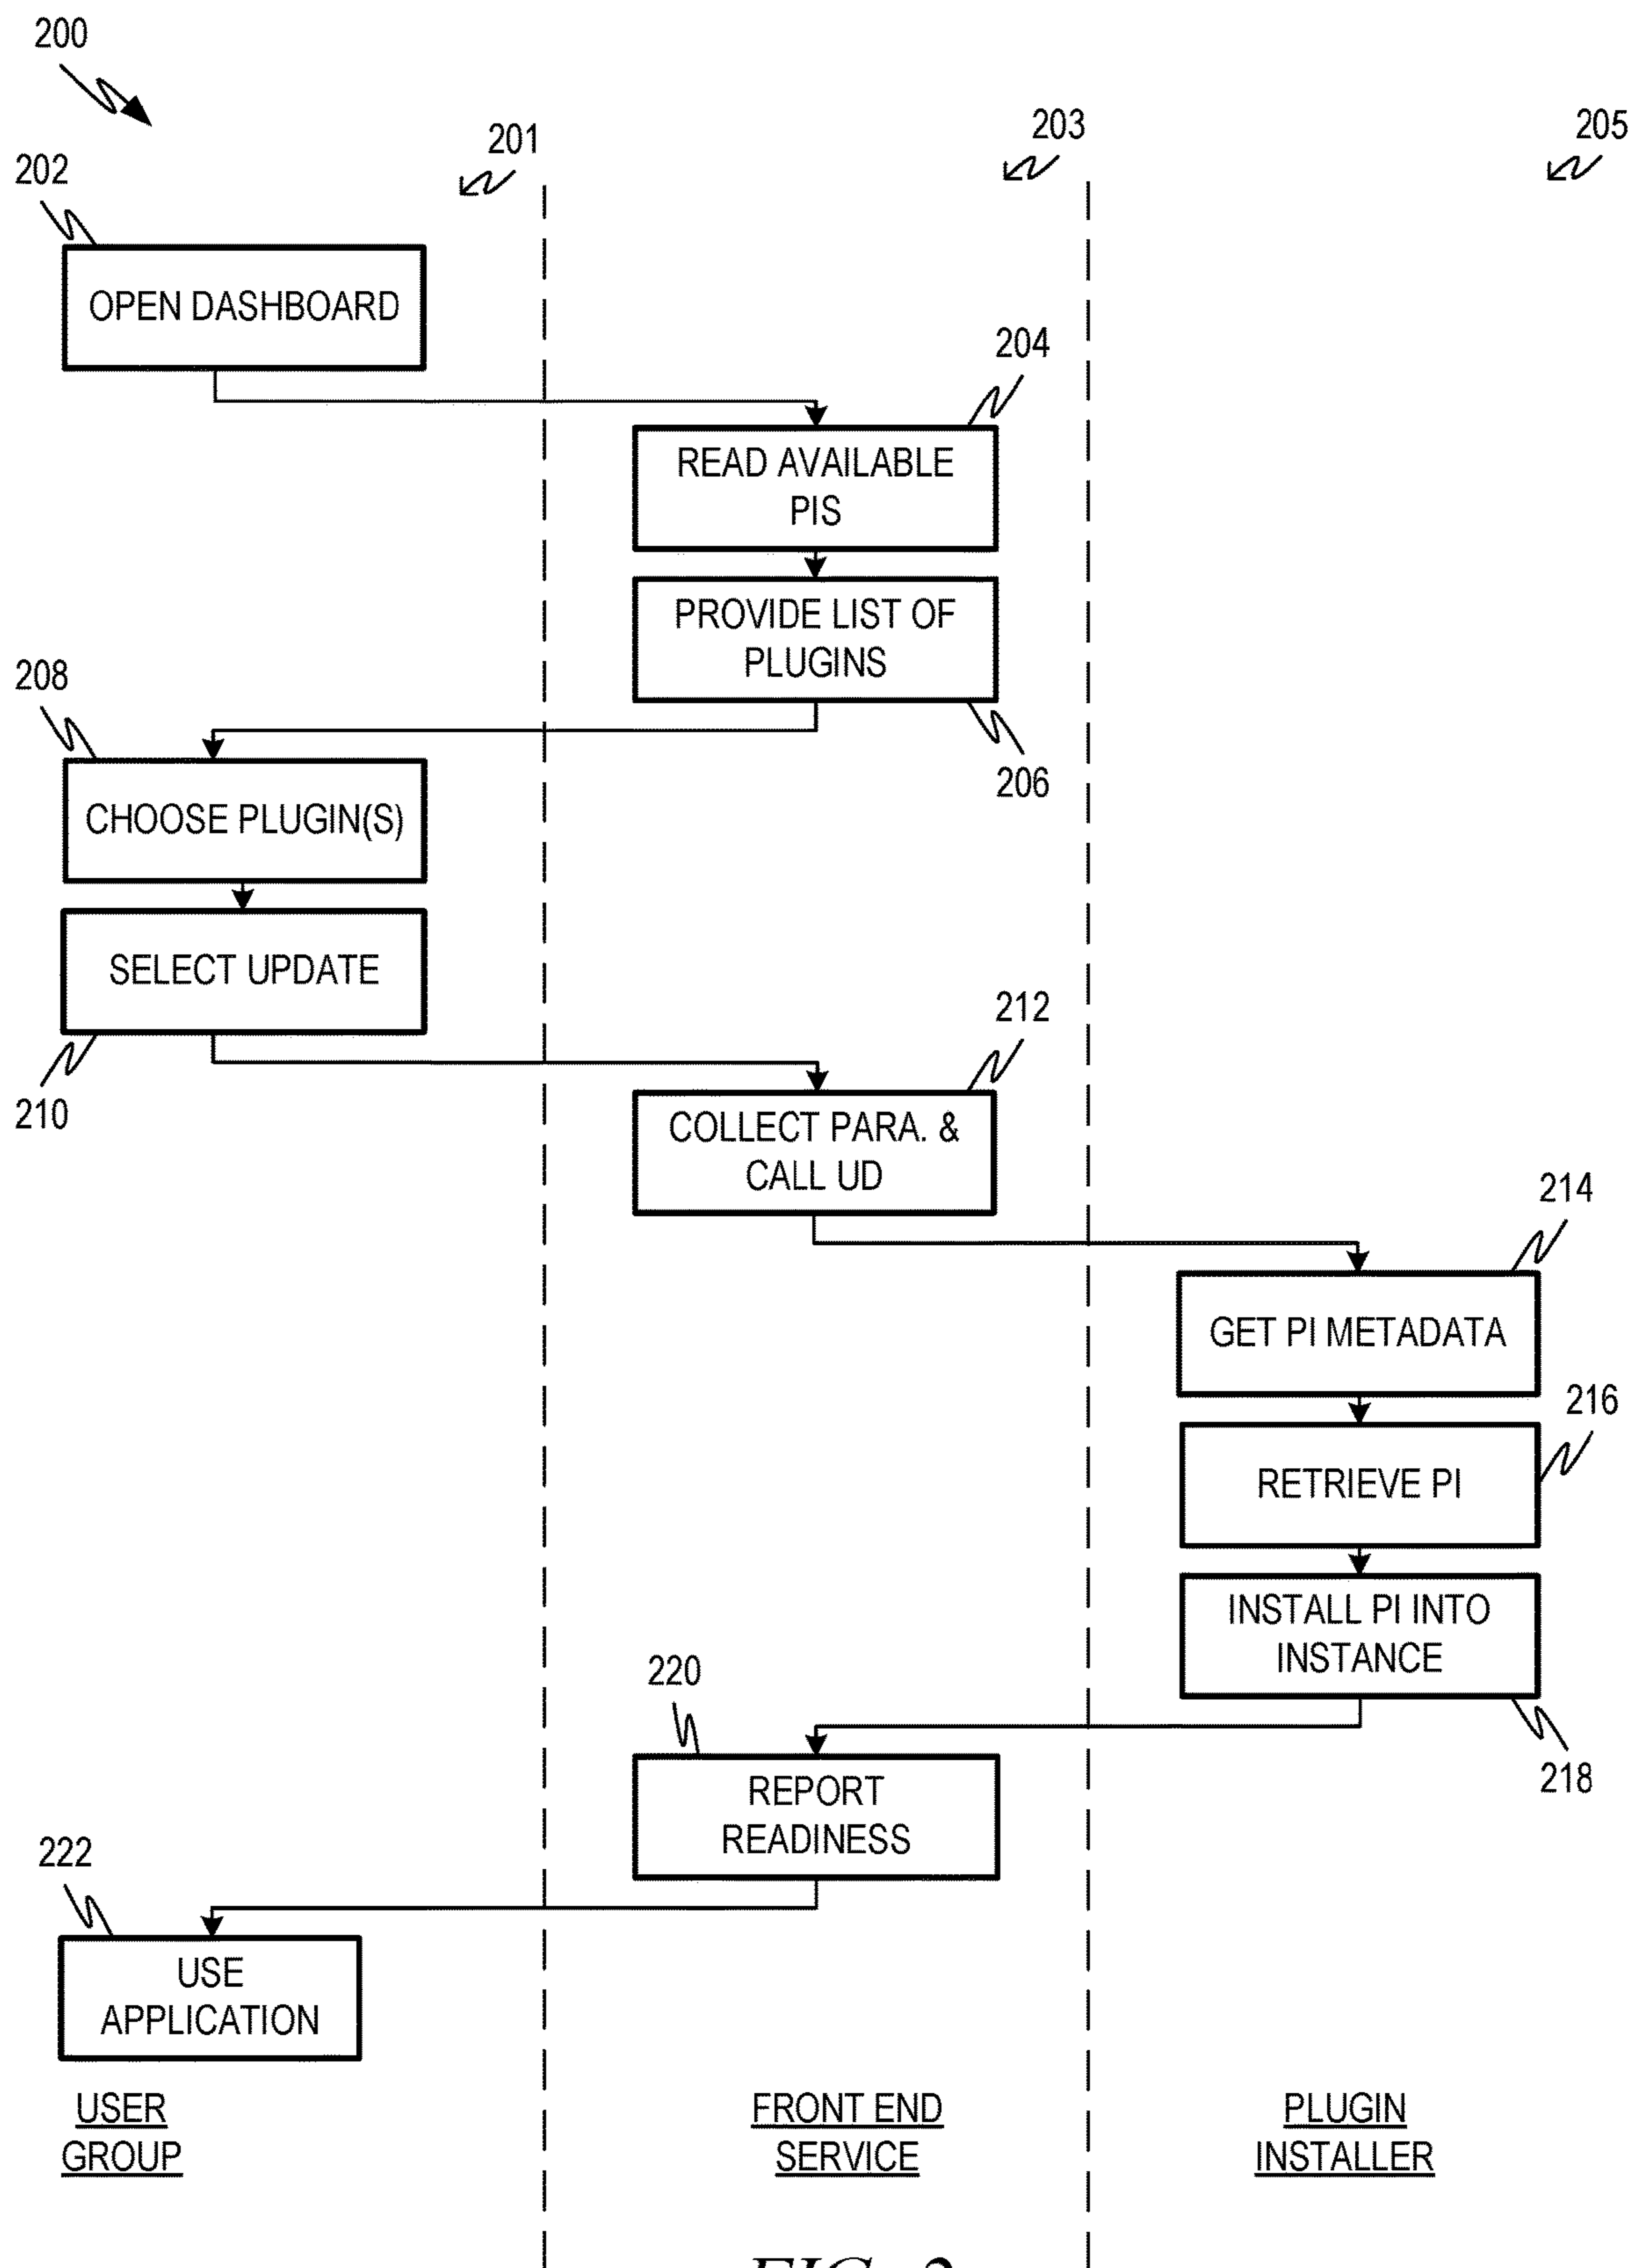 200
201
203
205
202
OPEN DASHBOARD
204
READ AVAILABLE
PIS
PROVIDE LIST OF
PLUGINS
206
208
CHOOSE PLUGIN(S)
SELECT UPDATE
210
212
COLLECT PARA. &
CALL UD
214
GET PI METADATA
216
RETRIEVE PI
INSTALL PI INTO
INSTANCE
218
220
REPORT
READINESS
222
USE
APPLICATION
USER
GROUP
FRONT END
SERVICE
PLUGIN
INSTALLER
FIG. 2